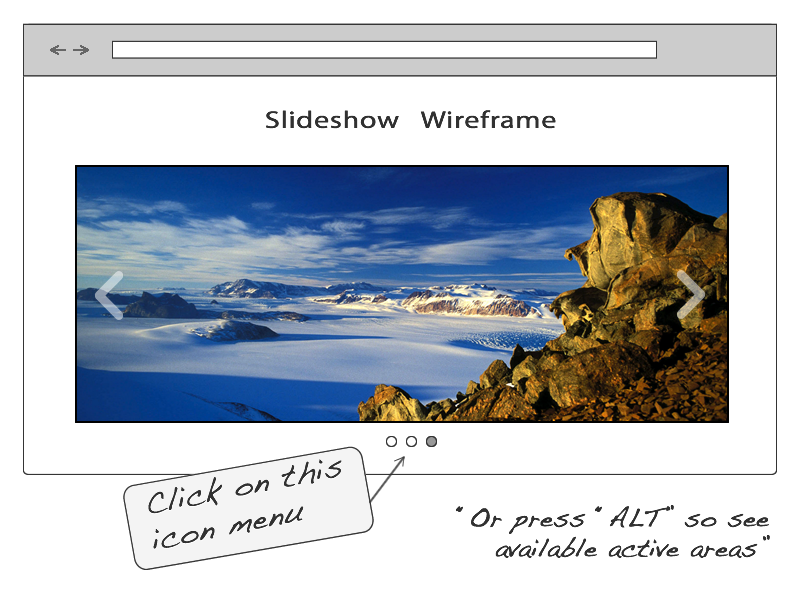 Slideshow Wireframe
Click on this
icon menu
"Or press "ALT" so see
available active areas"